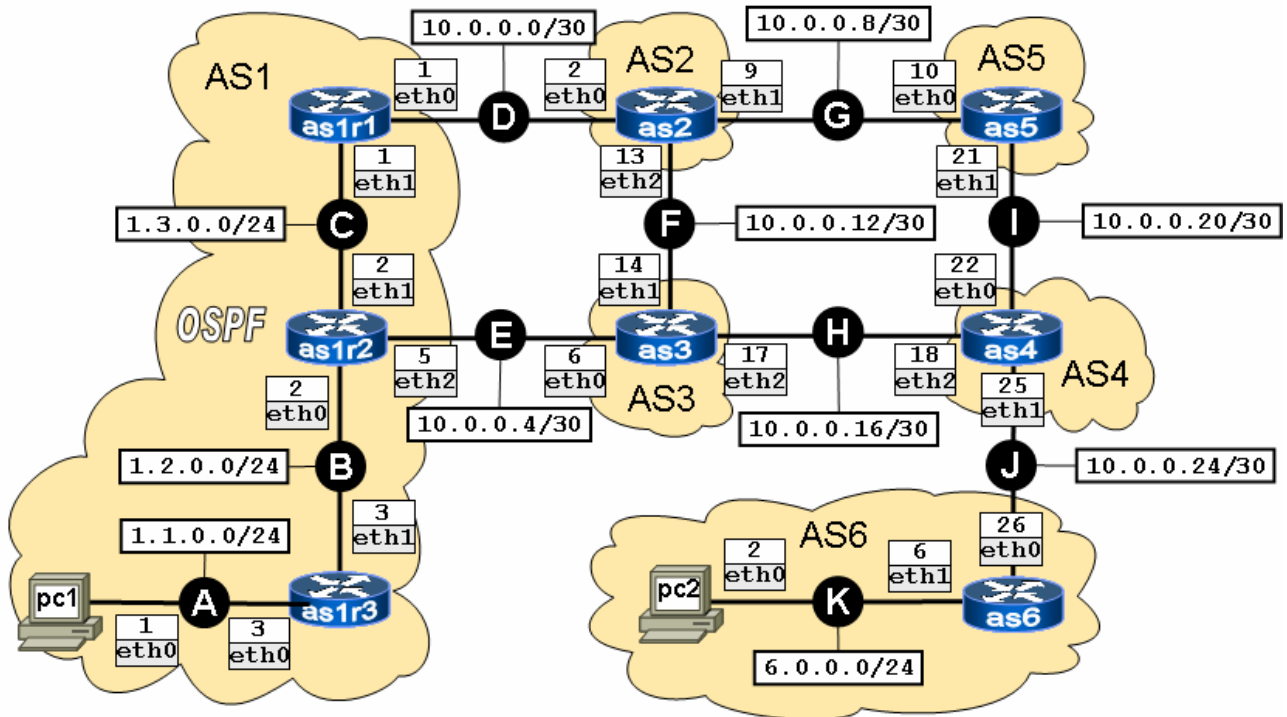 10.0.0.0/30
10.0.0.8/30
AS1
AS2
AS5
1
eth0
2
eth0
9
eth1
10
eth0
as1r1
D
as2
G
as5
1
eth1
13
eth2
21
eth1
1.3.0.0/24
C
F
10.0.0.12/30
I
10.0.0.20/30
2
eth1
14
eth1
22
eth0
OSPF
as1r2
E
as3
H
as4
5
eth2
6
eth0
17
eth2
18
eth2
AS4
2
eth0
AS3
25
eth1
10.0.0.4/30
10.0.0.16/30
1.2.0.0/24
B
J
10.0.0.24/30
3
eth1
1.1.0.0/24
AS6
2
eth0
6
eth1
26
eth0
pc1
A
as1r3
pc2
K
as6
1
eth0
3
eth0
6.0.0.0/24